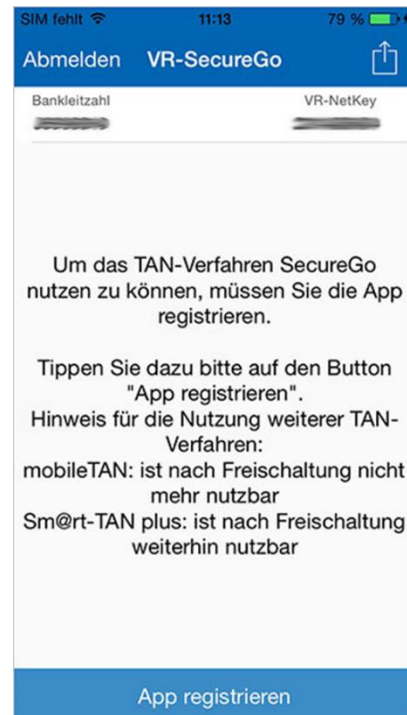 SIM fehlt 11:13 79 %
Abmelden VR-SecureGo
Bankleitzahl VR-NetKey
Um das TAN-Verfahren SecureGo
nutzen zu können, müssen Sie die App
registrieren.
Tippen Sie dazu bitte auf den Button
"App registrieren".
Hinweis für die Nutzung weiterer TAN-
Verfahren:
mobileTAN: ist nach Freischaltung nicht
mehr nutzbar
Sm@rt-TAN plus: ist nach Freischaltung
weiterhin nutzbar
App registrieren